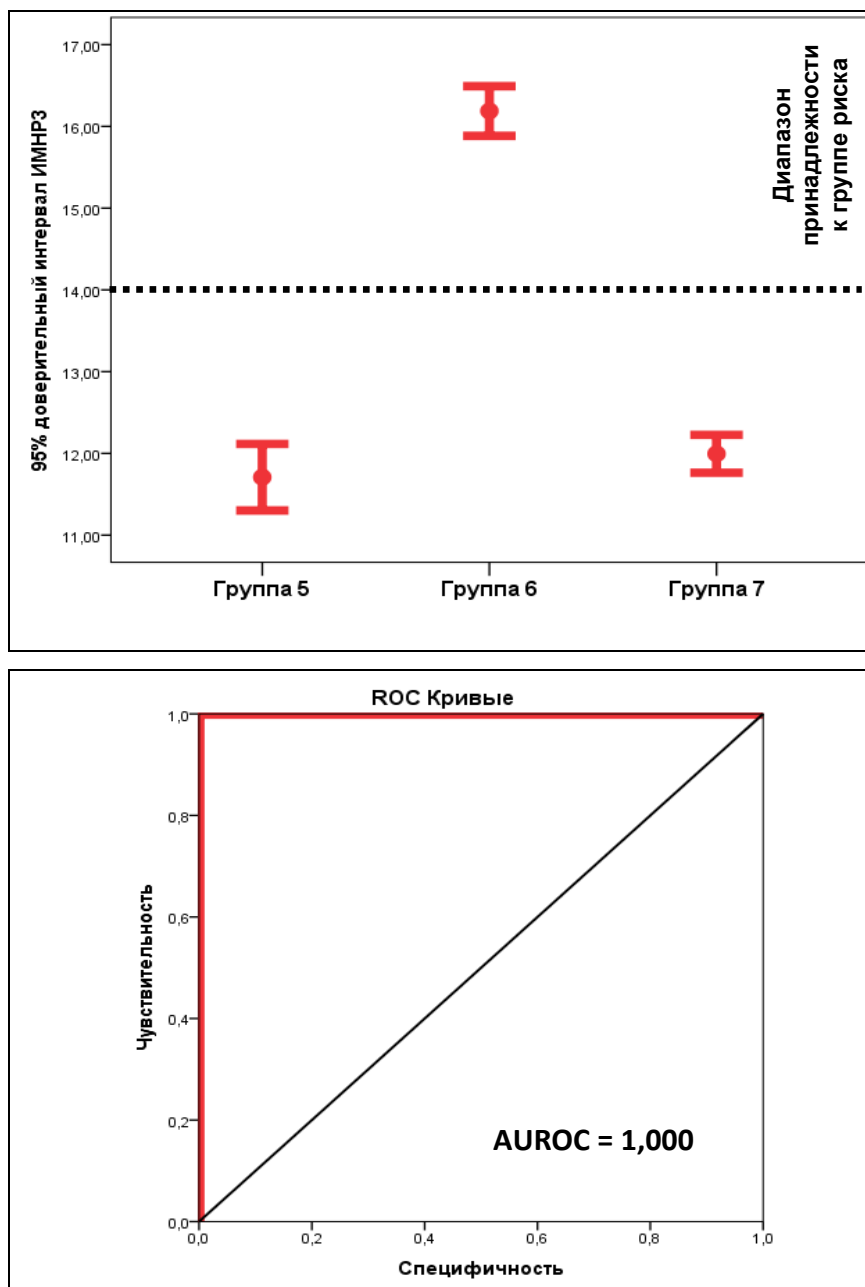 17,00
16,00
15,00
14,00
13,00
12,00
11,00
95% доверительный интервал ИМНР3
Диапазон
принадлежности
к группе риска
Группа 5
Группа 6
Группа 7
ROC Кривые
1,0
0,8
0,6
0,4
0,2
0,0
Чувствительность
AUROC = 1,000
0,0
0,2
0,4
0,6
0,8
1,0
Специфичность